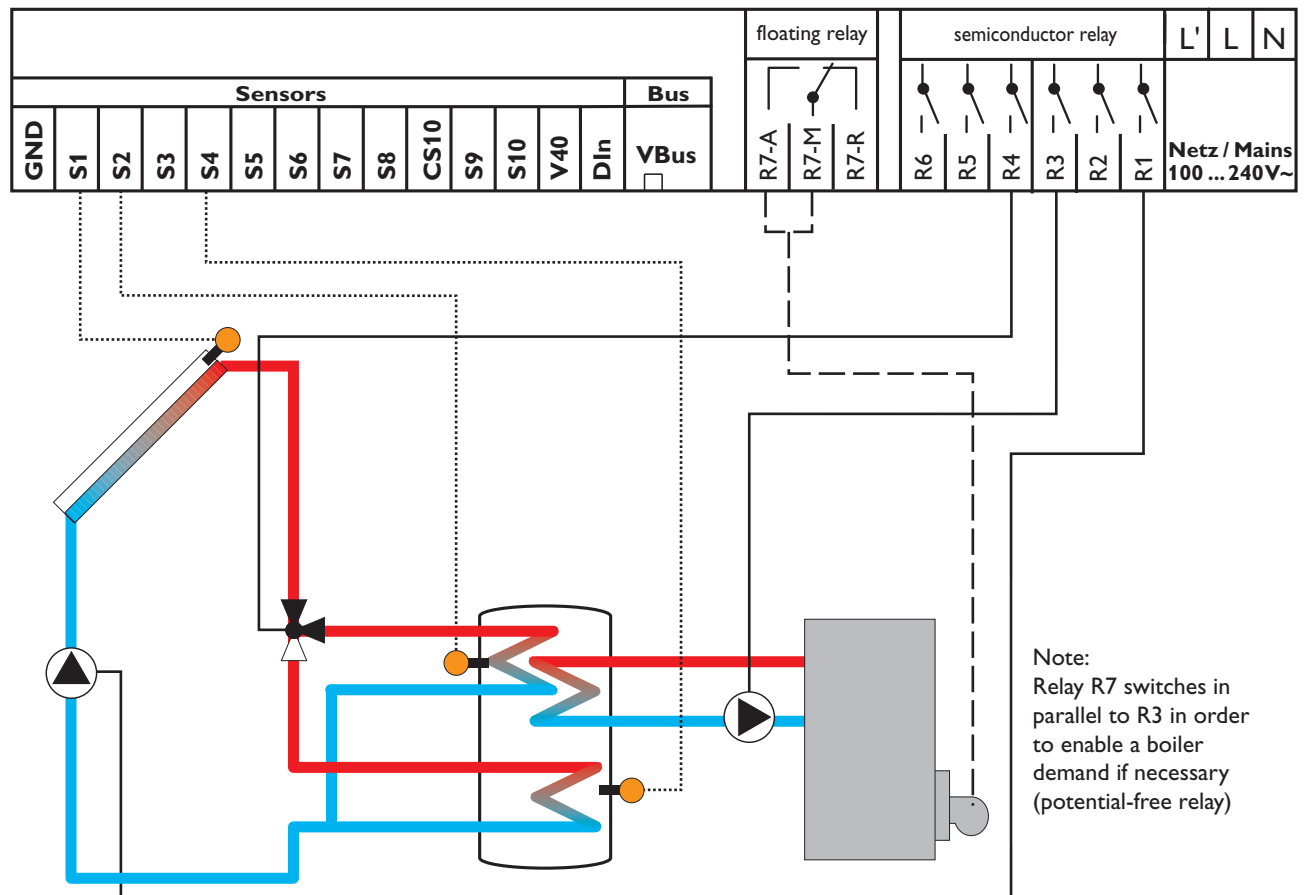 floating relay
semiconductor relay
L' L N
Sensors
Bus
GND
S1
S2
S3
S4
S5
S6
S7
S8
CS10
S9
S10
V40
DIn
VBus
R7-A
R7-M
R7-R
R6
R5
R4
R3
R2
R1
Netz / Mains
100 ... 240V~
Note:
Relay R7 switches in
parallel to R3 in order
to enable a boiler
demand if necessary
(potential-free relay)